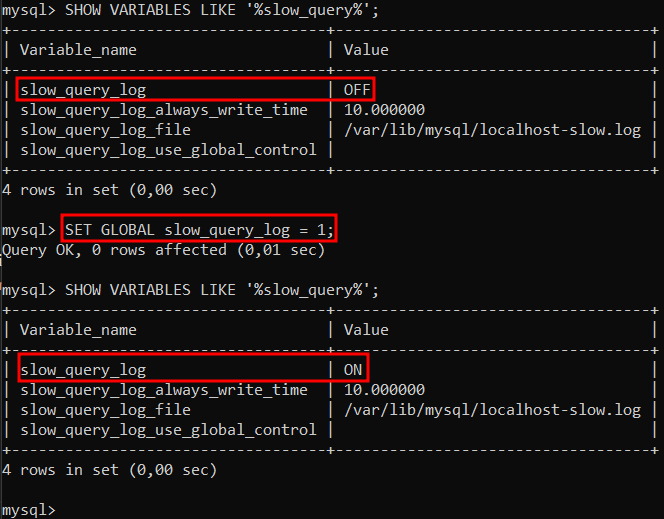 mysql> SHOW VARIABLES LIKE '%slow_query%';
+------------------------------------+-----------------------------------+
| Variable_name                      | Value                             |
+------------------------------------+-----------------------------------+
| slow_query_log                     | OFF                               |
| slow_query_log_always_write_time   | 10.000000                         |
| slow_query_log_file                | /var/lib/mysql/localhost-slow.log |
| slow_query_log_use_global_control  |                                   |
+------------------------------------+-----------------------------------+
4 rows in set (0,00 sec)
mysql> SET GLOBAL slow_query_log = 1;
Query OK, 0 rows affected (0,01 sec)
mysql> SHOW VARIABLES LIKE '%slow_query%';
+------------------------------------+-----------------------------------+
| Variable_name                      | Value                             |
+------------------------------------+-----------------------------------+
| slow_query_log                     | ON                                |
| slow_query_log_always_write_time   | 10.000000                         |
| slow_query_log_file                | /var/lib/mysql/localhost-slow.log |
| slow_query_log_use_global_control  |                                   |
+------------------------------------+-----------------------------------+
4 rows in set (0,00 sec)
mysql>